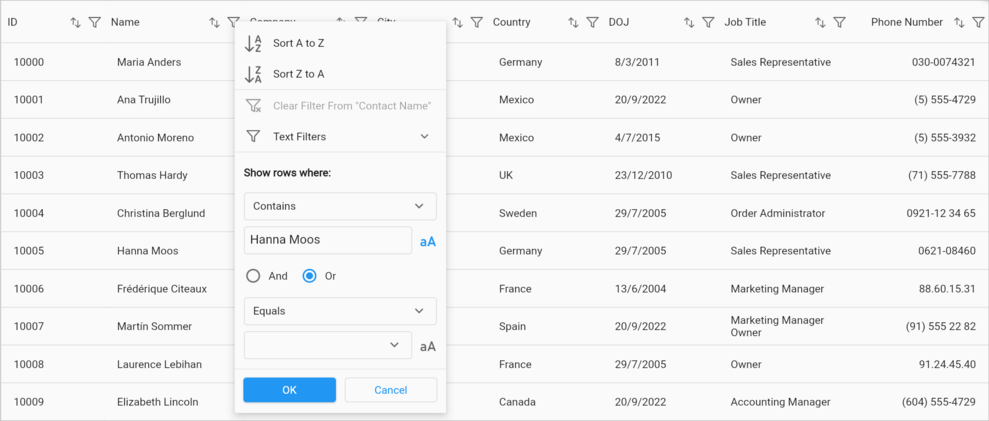 ID Name Company City Country DOJ Job Title Phone Number
Sort A to Z
Sort Z to A
Clear Filter From "Contact Name"
Text Filters
Show rows where:
Contains
Hanna Moos aA
And Or
Equals
aA
OK Cancel
10000 Maria Anders Germany 8/3/2011 Sales Representative 030-0074321
10001 Ana Trujillo Mexico 20/9/2022 Owner (5) 555-4729
10002 Antonio Moreno Mexico 4/7/2015 Owner (5) 555-3932
10003 Thomas Hardy UK 23/12/2010 Sales Representative (71) 555-7788
10004 Christina Berglund Sweden 29/7/2005 Order Administrator 0921-12 34 65
10005 Hanna Moos Germany 29/7/2005 Sales Representative 0621-08460
10006 Frédérique Citeaux France 13/6/2004 Marketing Manager 88.60.15.31
10007 Martín Sommer Spain 20/9/2022 Marketing Manager (91) 555 22 82
Owner
10008 Laurence Lebihan France 29/7/2005 Owner 91.24.45.40
10009 Elizabeth Lincoln Canada 20/9/2022 Accounting Manager (604) 555-4729